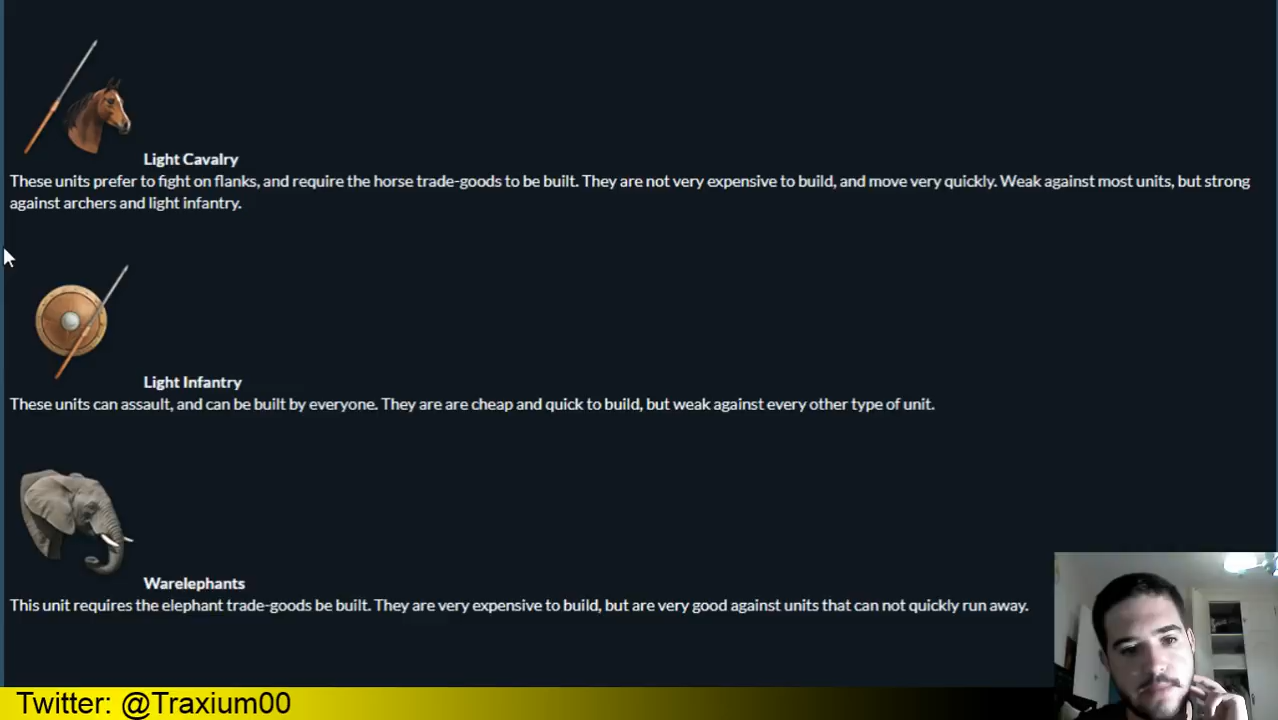 Light Cavalry
These units prefer to fight on flanks, and require the horse trade-goods to be built. They are not very expensive to build, and move very quickly. Weak against most units, but strong
against archers and light infantry.
Light Infantry
These units can assault, and can be built by everyone. They are are cheap and quick to build, but weak against every other type of unit.
Warelephants
This unit requires the elephant trade-goods be built. They are very expensive to build, but are very good against units that can not quickly run away.
Twitter: @Traxium00